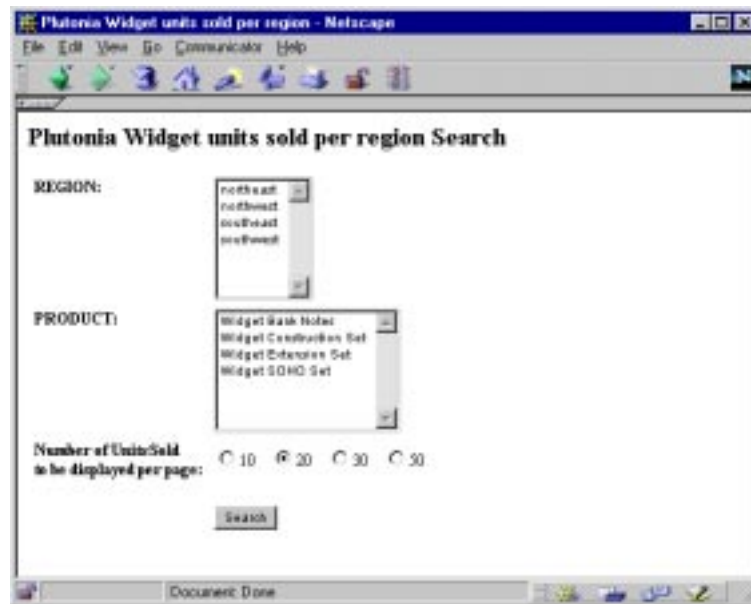 Plutonia Widget units sold per region - Netscape
File Edit View Go Communicator Help
Plutonia Widget units sold per region Search
REGION:
northeast
northwest
southeast
southwest
PRODUCT:
Widget Bank Notes
Widget Construction Set
Widget Extension Set
Widget SOHO Set
Number of UnitsSold
to be displayed per page:
10 20 30 50
Search
Document: Done